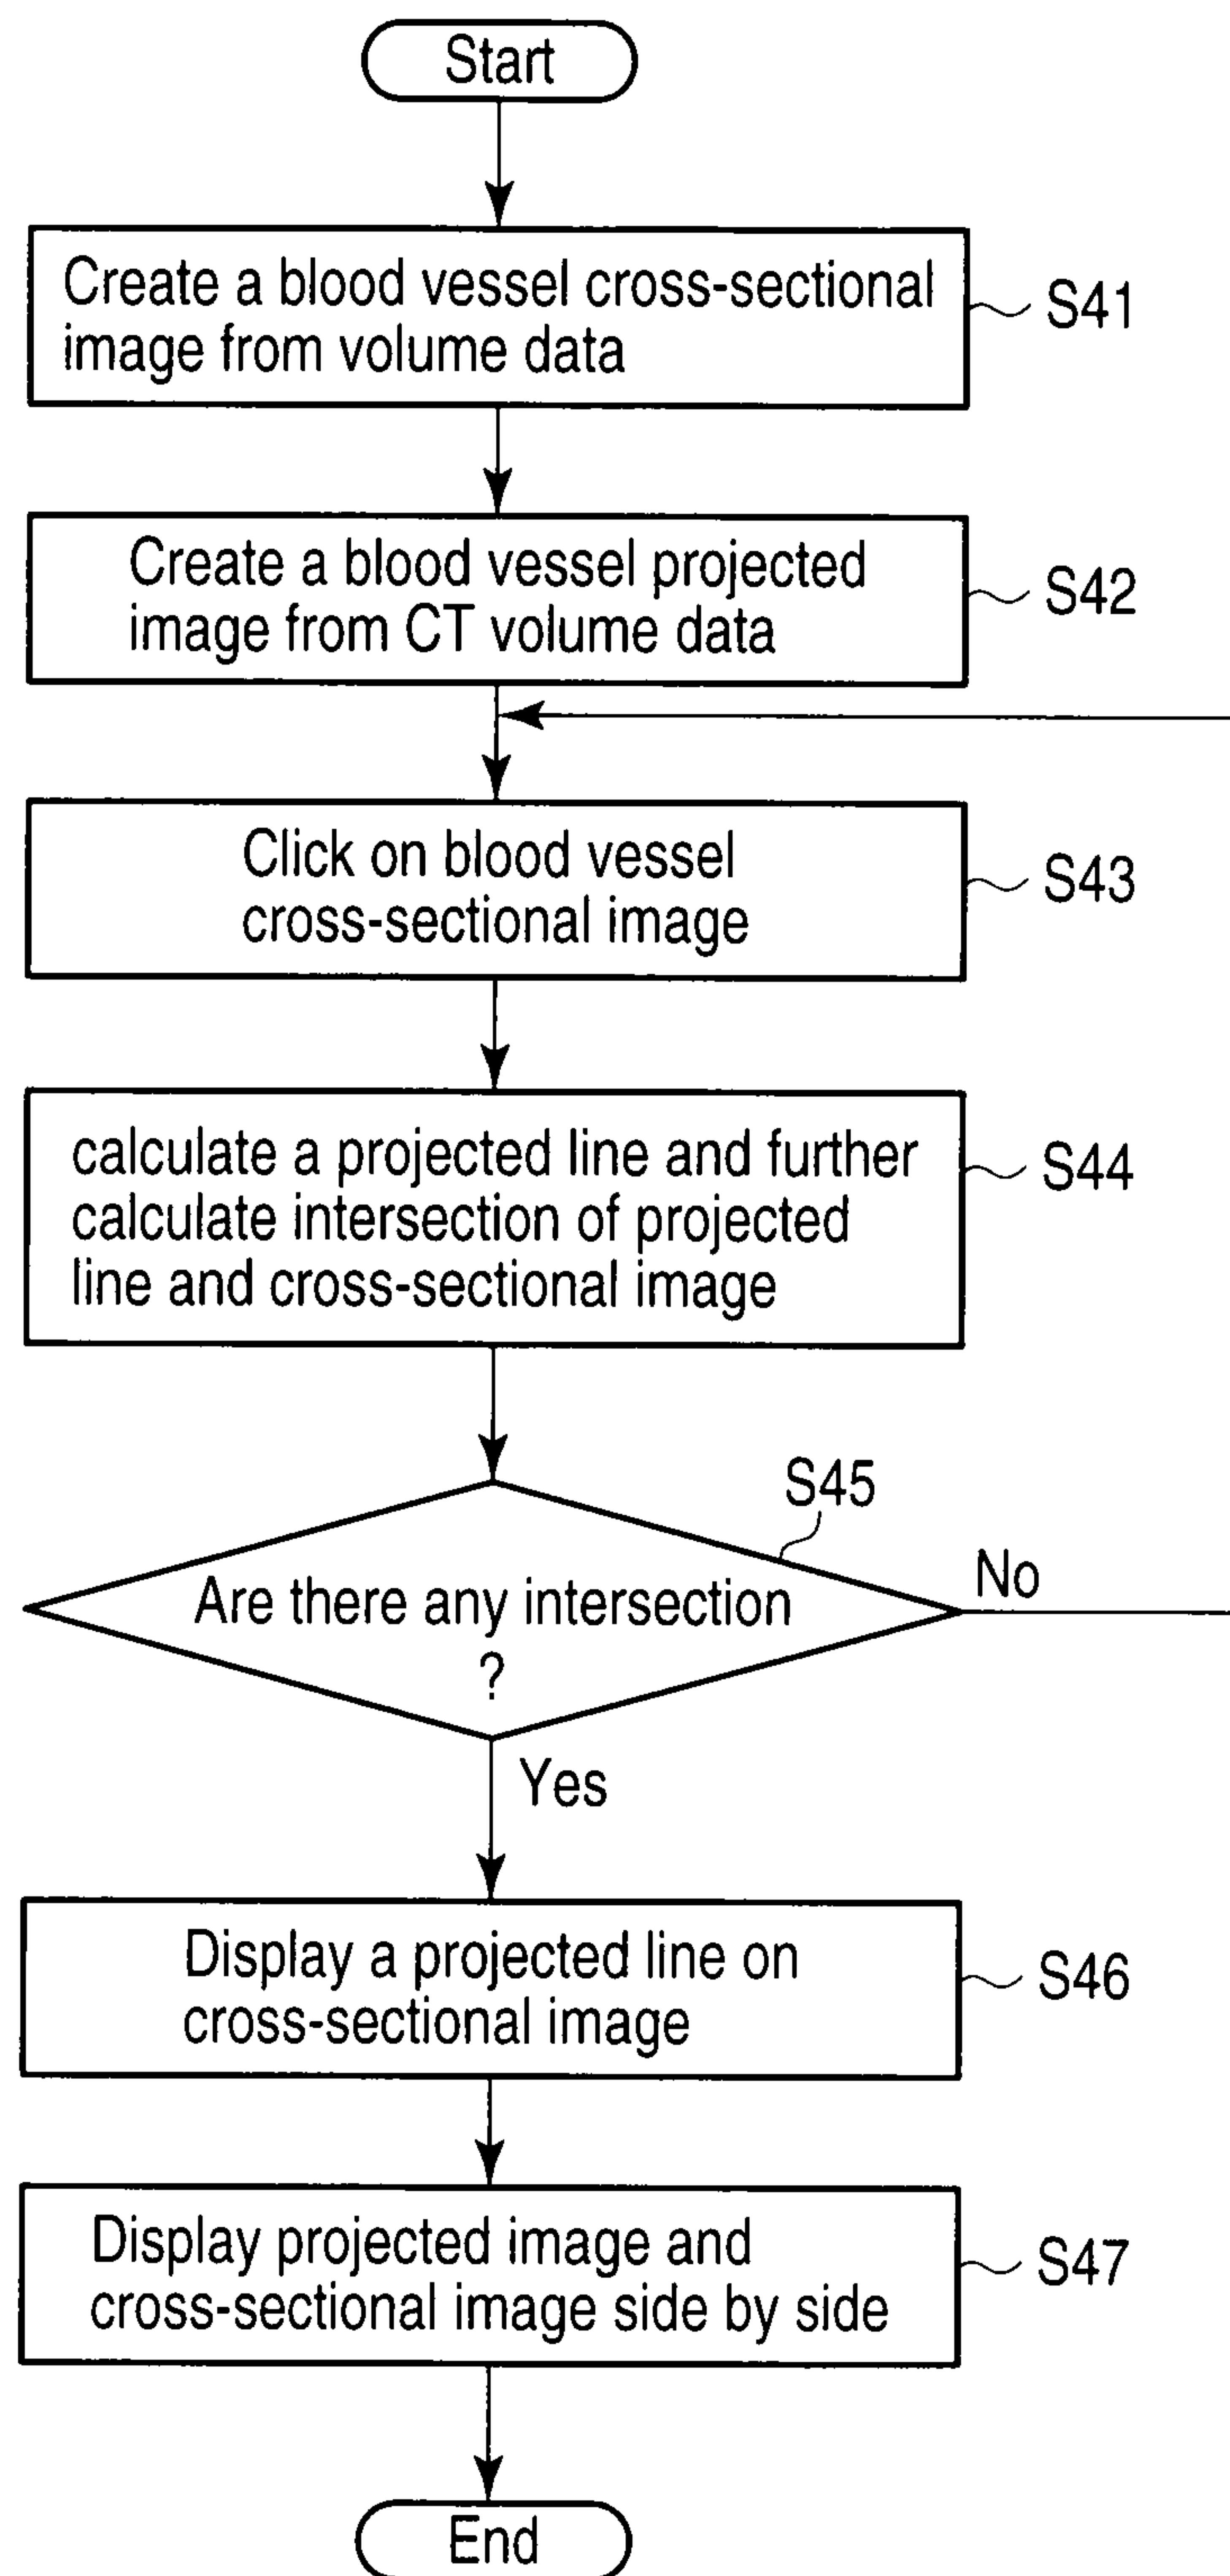 Start
Create a blood vessel cross-sectional
image from volume data
S41
Create a blood vessel projected
image from CT volume data
S42
Click on blood vessel
cross-sectional image
S43
calculate a projected line and further
calculate intersection of projected
line and cross-sectional image
S44
S45
Are there any intersection
?
No
Yes
Display a projected line on
cross-sectional image
S46
Display projected image and
cross-sectional image side by side
S47
End